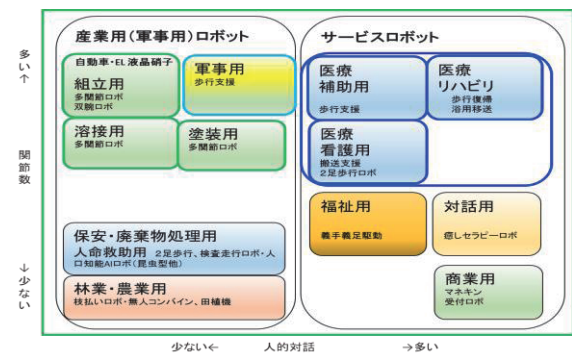 産業用(軍事用)ロボット
サービスロボット
多い↑
関節数
↓少ない
自動車・EL液晶硝子
組立用
多関節ロボ
双腕ロボ
軍事用
歩行支援
溶接用
多関節ロボ
塗装用
多関節ロボ
保安・廃棄物処理用
人命救助用 2足歩行、検査走行ロボ・人
口知能AIロボ(昆虫型他)
林業・農業用
枝払いロボ・無人コンバイン、田植機
医療
補助用
歩行支援
医療
リハビリ
歩行復帰
浴用移送
医療
看護用
搬送支援
2足歩行ロボ
福祉用
義手義足駆動
対話用
癒しセラピーロボ
商業用
マネキン
受付ロボ
少ない← 人的対話 →多い